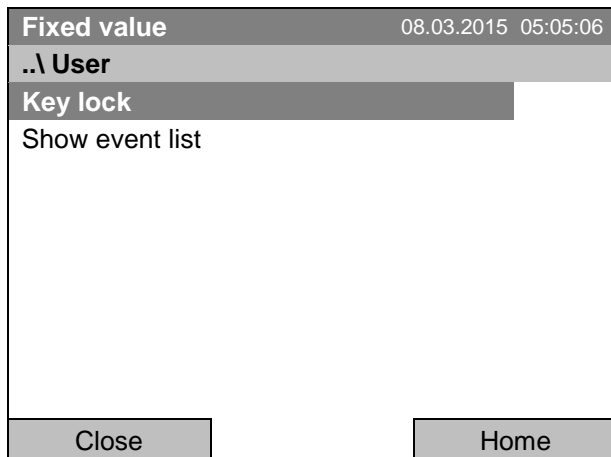 Fixed value 08.03.2015 05:05:06
..\ User
Key lock
Show event list
Close Home